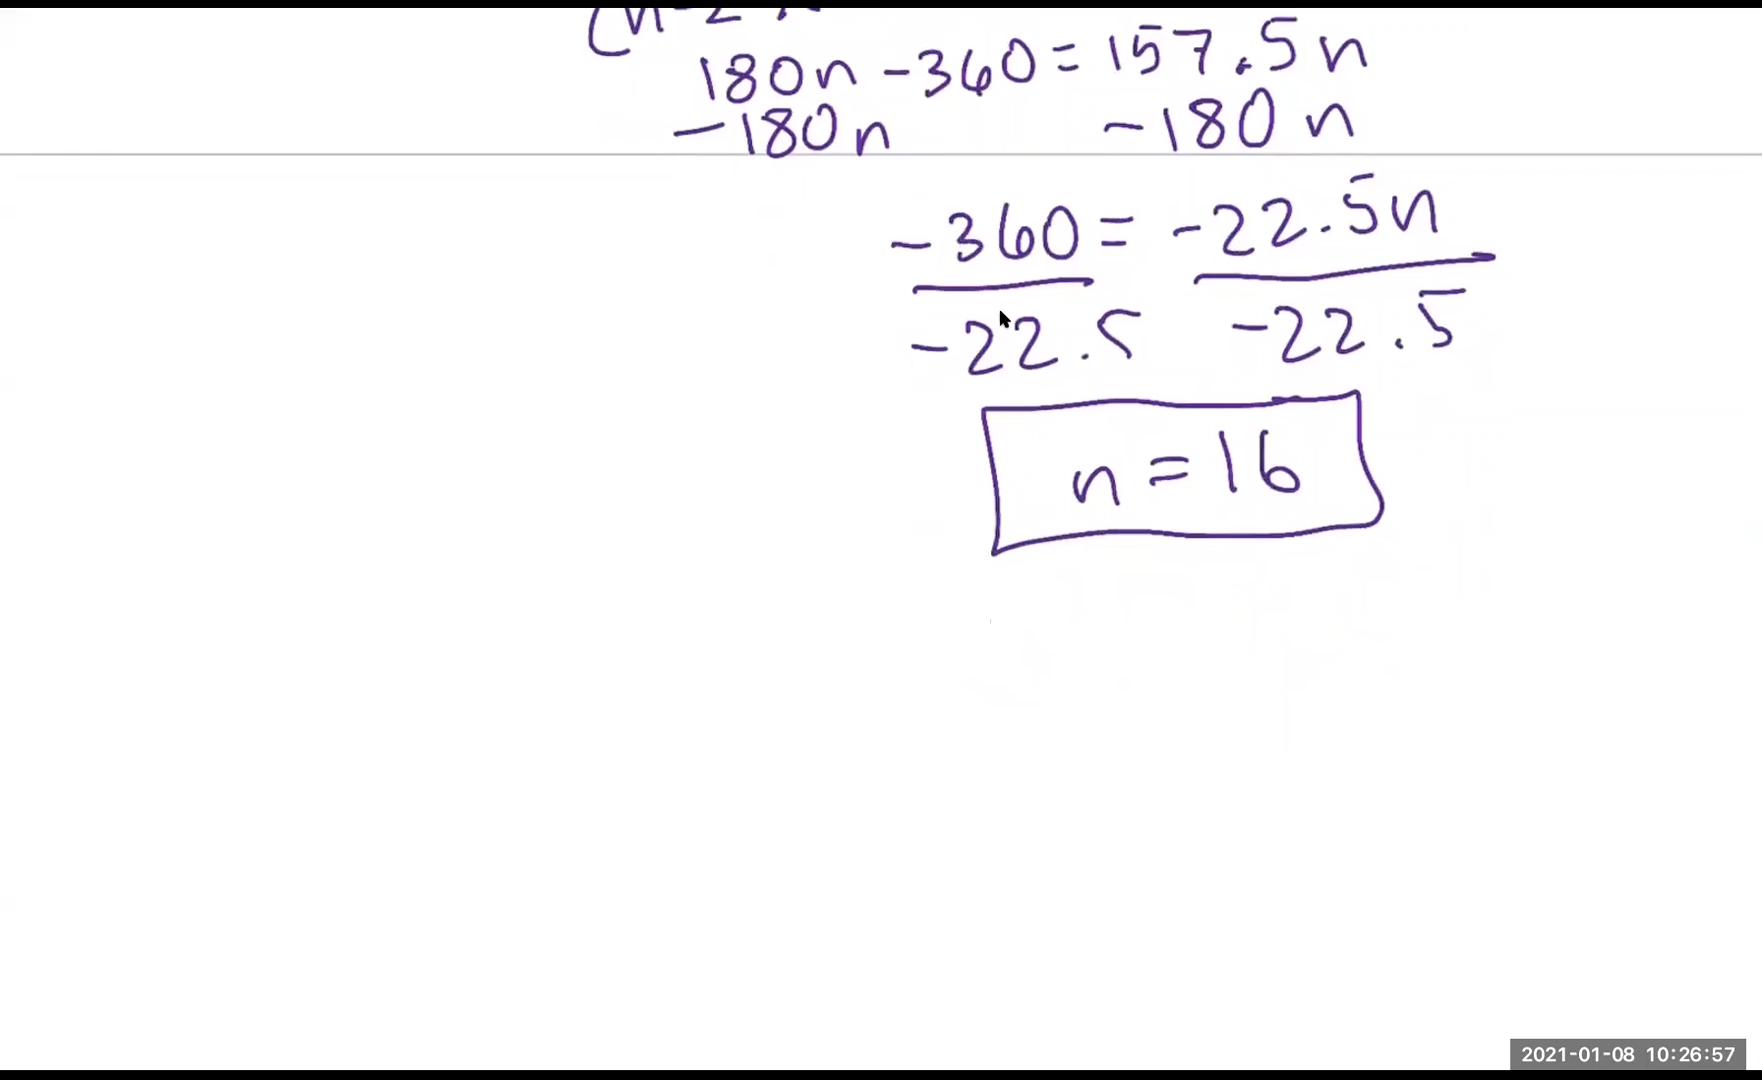 (n-2
180n -360 = 157.5n
-180n -180n
-360 = -22.5n
-22.5 -22.5
n = 16
2021-01-08 10:26:57